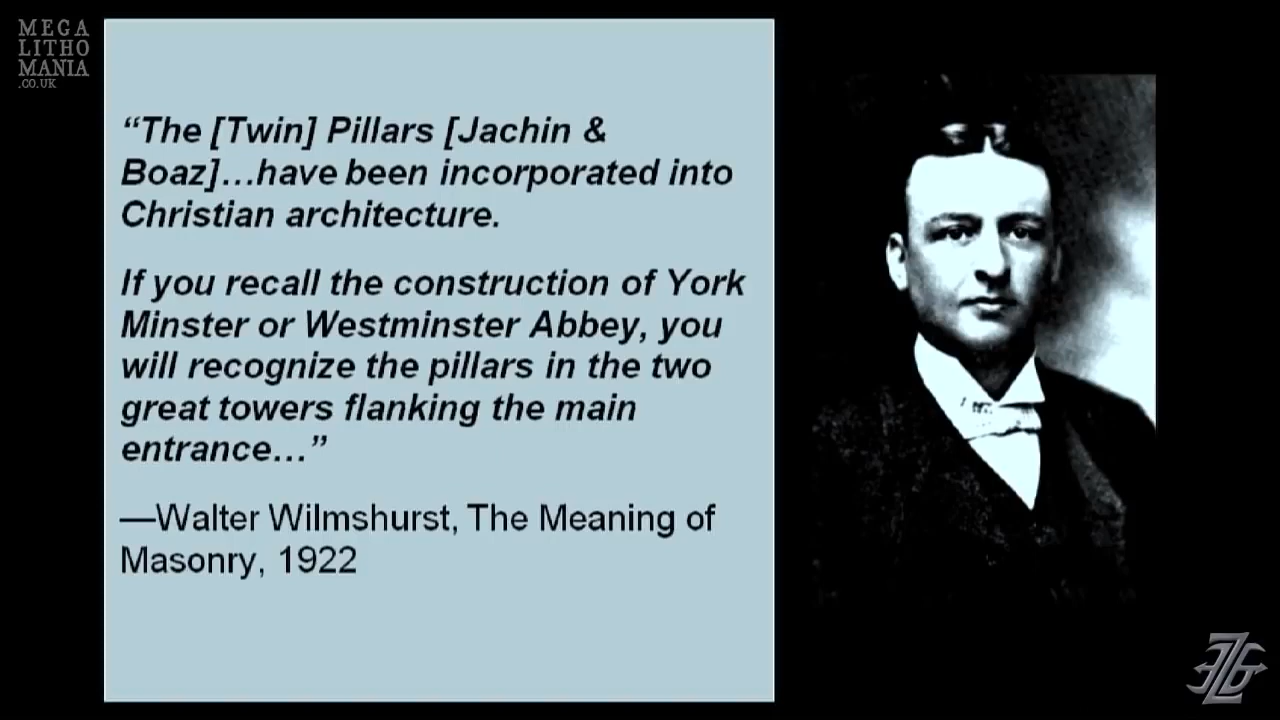 MEGA
LITHO
MANIA
.CO.UK
“The [Twin] Pillars [Jachin &
Boaz]…have been incorporated into
Christian architecture.
If you recall the construction of York
Minster or Westminster Abbey, you
will recognize the pillars in the two
great towers flanking the main
entrance…”
—Walter Wilmshurst, The Meaning of
Masonry, 1922